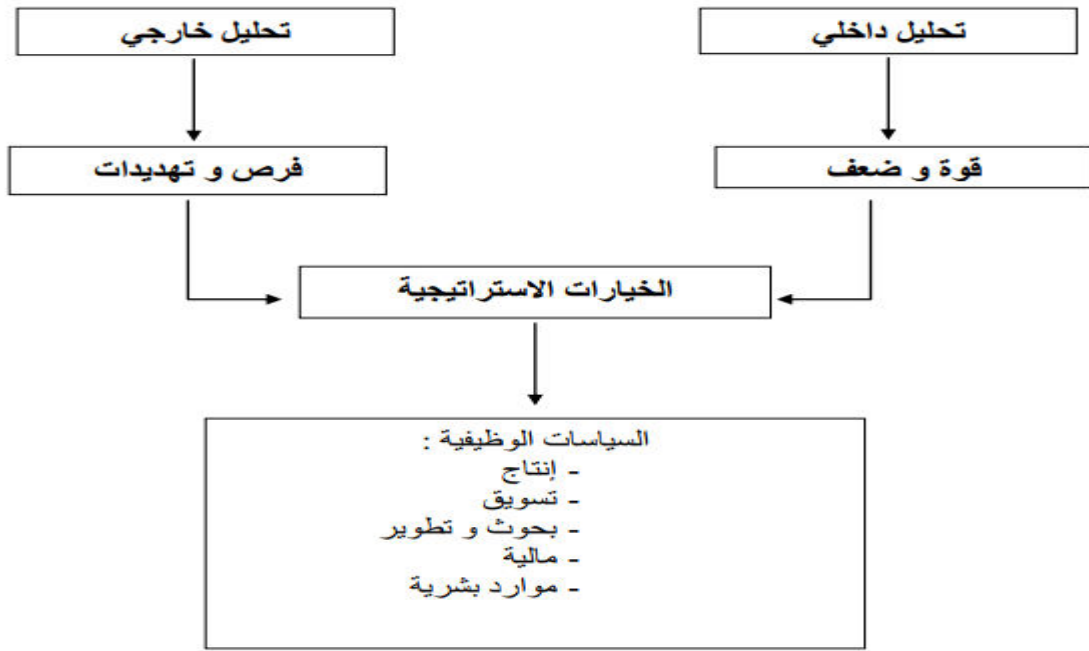 تحليل داخلي
تحليل خارجي
قوة و ضعف
فرص و تهديدات
الخيارات الاستراتيجية
السياسات الوظيفية :
- إنتاج
- تسويق
- بحوث و تطوير
- مالية
- موارد بشرية